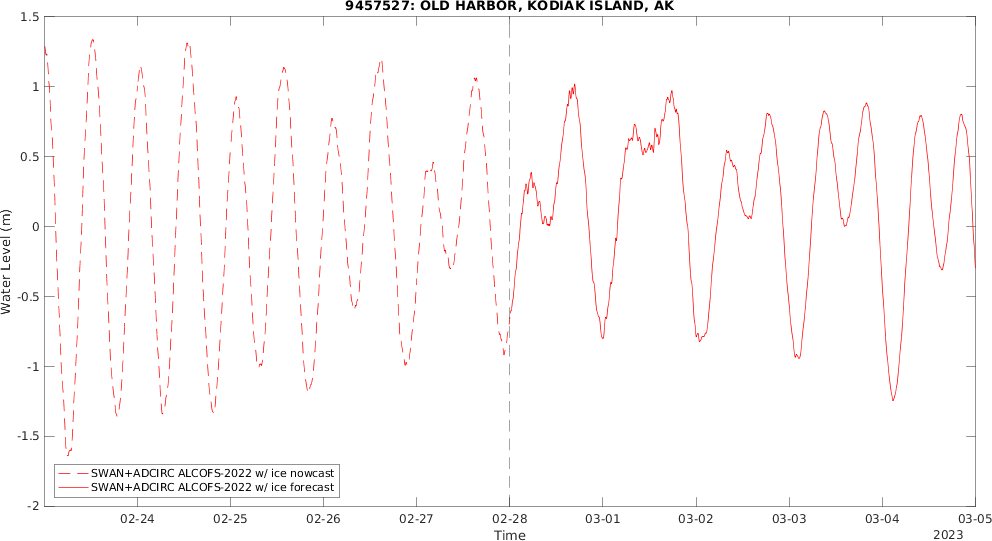 9457527: OLD HARBOR, KODIAK ISLAND, AK
1.5
1
0.5
0
-0.5
-1
-1.5
-2
Water Level (m)
SWAN+ADCIRC ALCOFS-2022 w/ ice nowcast
SWAN+ADCIRC ALCOFS-2022 w/ ice forecast
02-24 02-25 02-26 02-27 02-28 03-01 03-02 03-03 03-04 03-05
Time
2023